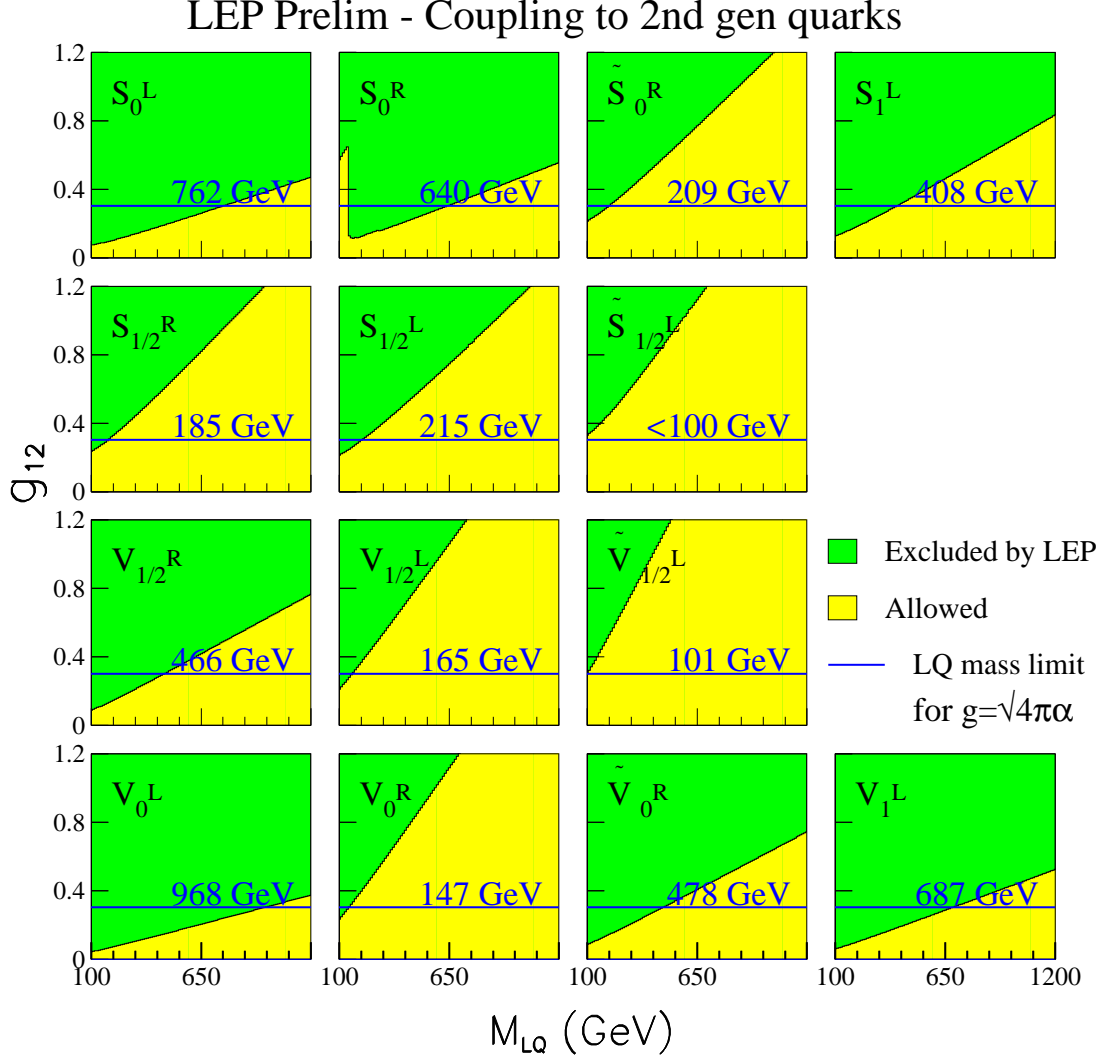 LEP Prelim - Coupling to 2nd gen quarks
1.2
0.8
0.4
0
S₀L
762 GeV
S₀R
640 GeV
S̃₀R
209 GeV
S₁L
408 GeV
1.2
0.8
0.4
0
S₁/₂R
185 GeV
S₁/₂L
215 GeV
S̃₁/₂L
<100 GeV
g₁₂
1.2
0.8
0.4
0
V₁/₂R
466 GeV
V₁/₂L
165 GeV
Ṽ₁/₂L
101 GeV
Excluded by LEP
Allowed
LQ mass limit
for g=√4πα
1.2
0.8
0.4
0
V₀L
968 GeV
V₀R
147 GeV
Ṽ₀R
478 GeV
V₁L
687 GeV
100 650 100 650 100 650 100 650 1200
M_LQ (GeV)